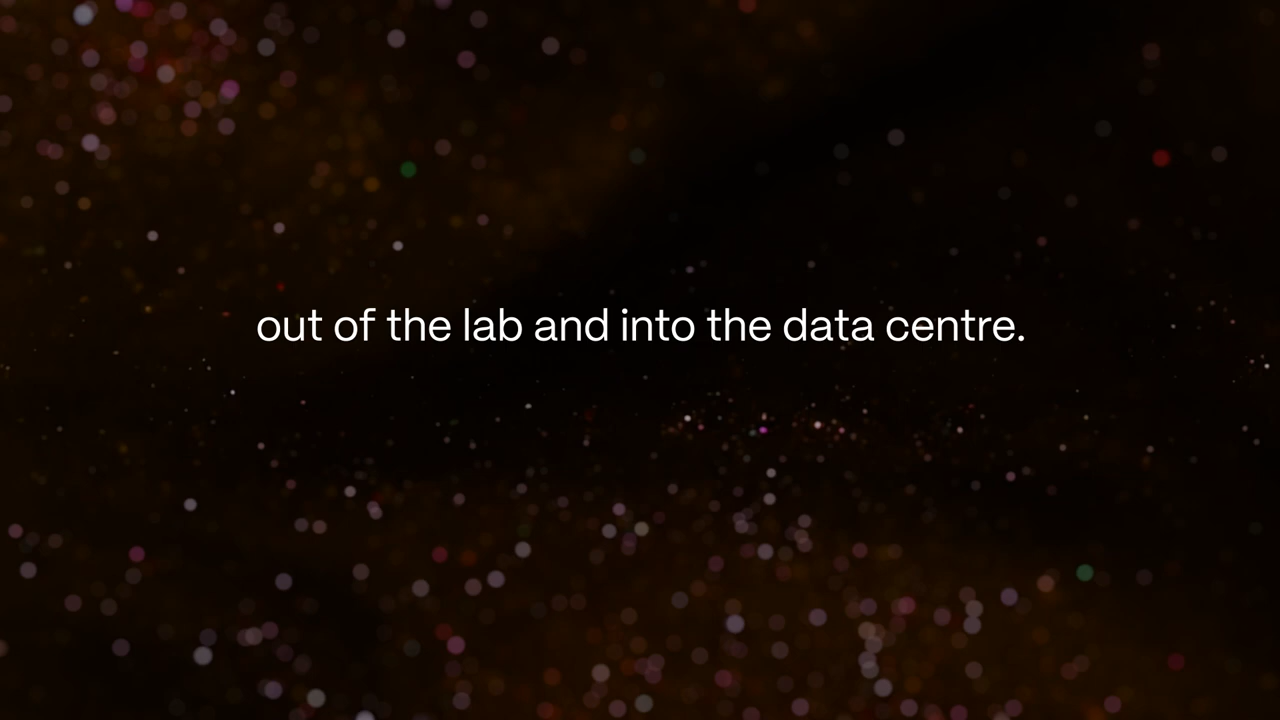 out of the lab and into the data centre.